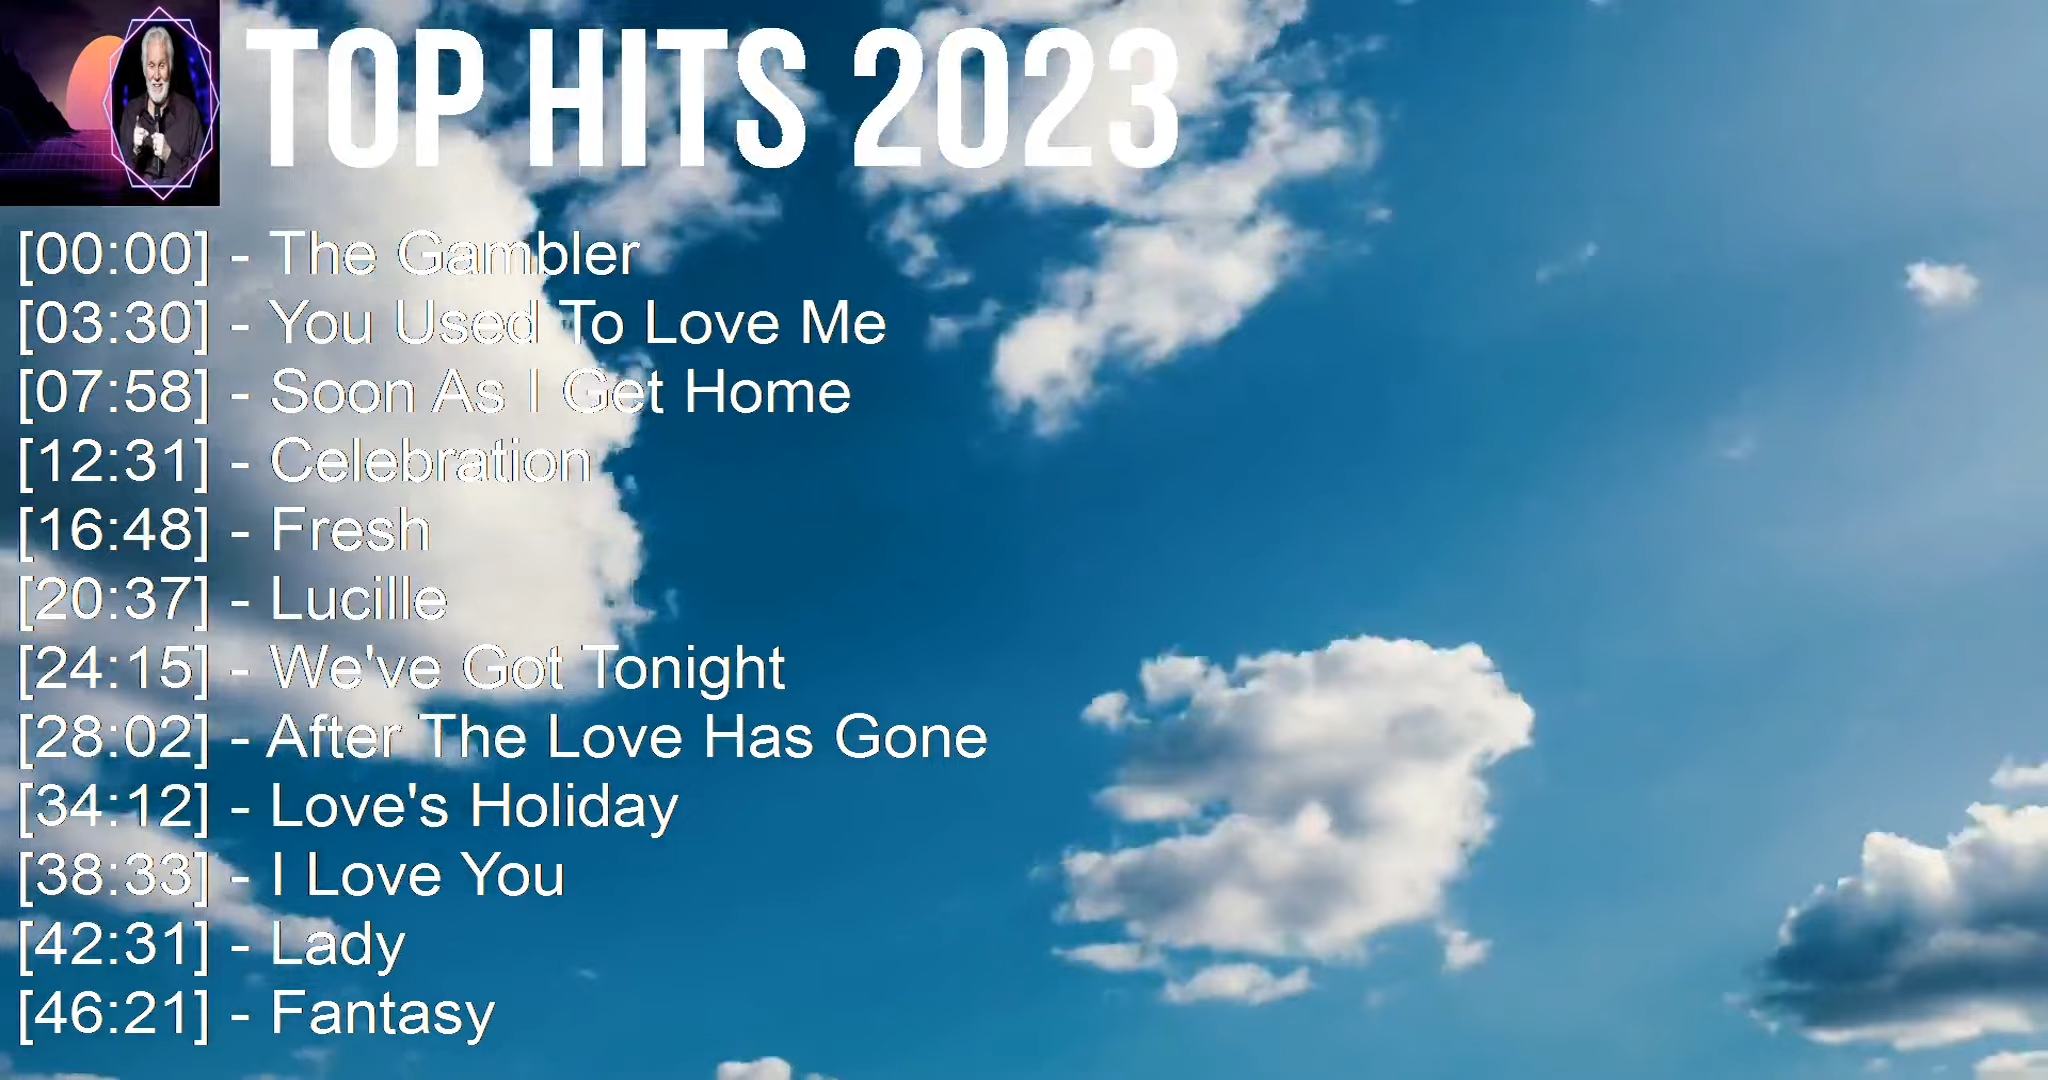 TOP HITS 2023
[00:00] - The Gambler
[03:30] - You Used To Love Me
[07:58] - Soon As I Get Home
[12:31] - Celebration
[16:48] - Fresh
[20:37] - Lucille
[24:15] - We've Got Tonight
[28:02] - After The Love Has Gone
[34:12] - Love's Holiday
[38:33] - I Love You
[42:31] - Lady
[46:21] - Fantasy